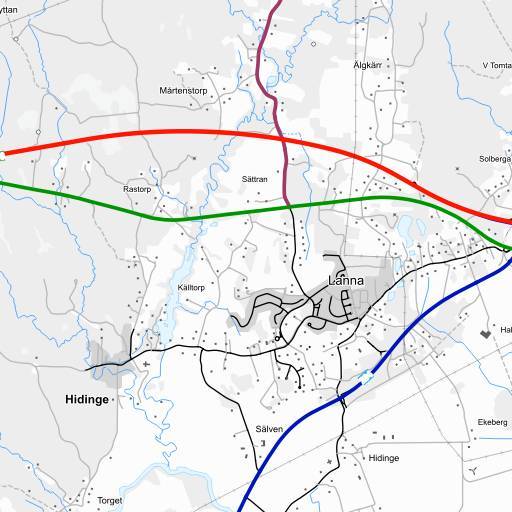 yttan
Älgkärr
V Tomta
Mårtenstorp
Solberga
Sättran
Rastorp
Lanna
Källtorp
Hal
Hidinge
Ekeberg
Sälven
Hidinge
Torget